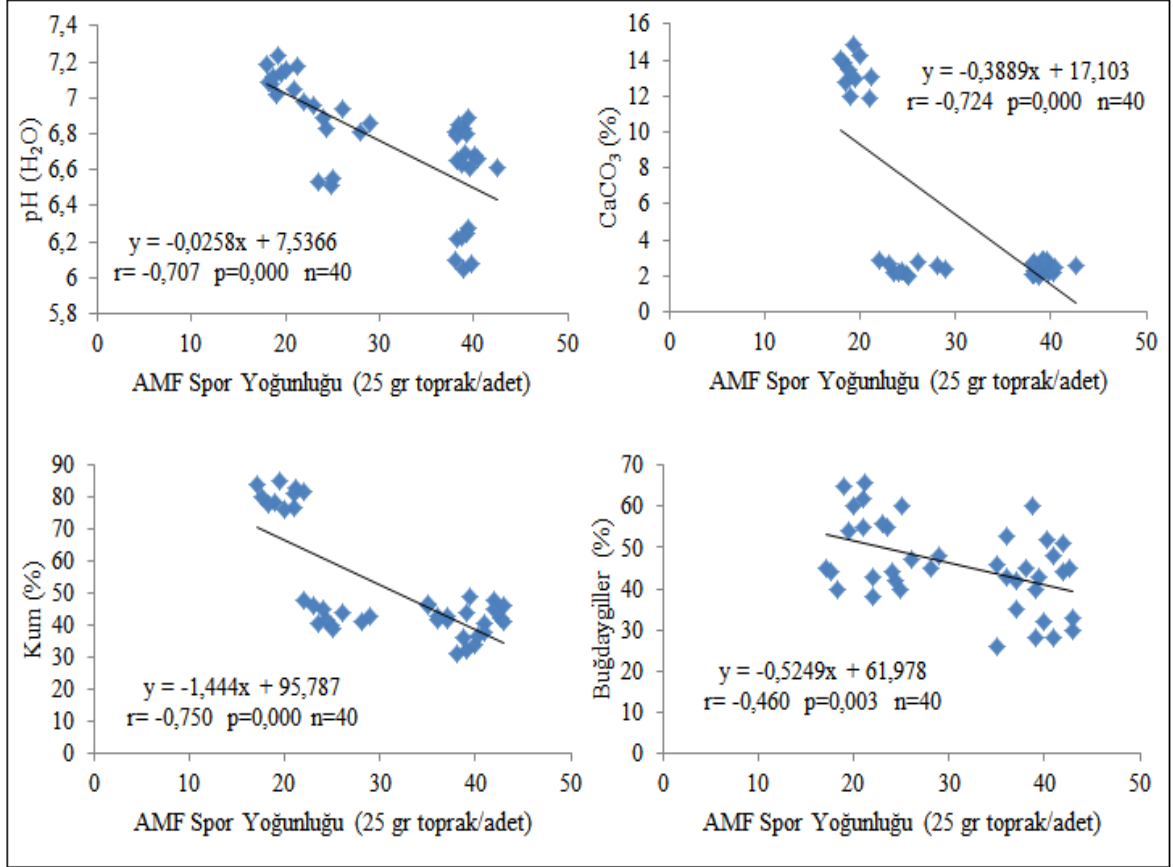 7,4
7,2
7
6,8
6,6
6,4
6,2
6
5,8
pH (H₂O)
y = -0,0258x + 7,5366
r= -0,707 p=0,000 n=40
0 10 20 30 40 50
AMF Spor Yoğunluğu (25 gr toprak/adet)
16
14
12
10
8
6
4
2
0
CaCO₃ (%)
y = -0,3889x + 17,103
r= -0,724 p=0,000 n=40
0 10 20 30 40 50
AMF Spor Yoğunluğu (25 gr toprak/adet)
90
80
70
60
50
40
30
20
10
0
Kum (%)
y = -1,444x + 95,787
r= -0,750 p=0,000 n=40
0 10 20 30 40 50
AMF Spor Yoğunluğu (25 gr toprak/adet)
70
60
50
40
30
20
10
0
Buğdaygiller (%)
y = -0,5249x + 61,978
r= -0,460 p=0,003 n=40
0 10 20 30 40 50
AMF Spor Yoğunluğu (25 gr toprak/adet)